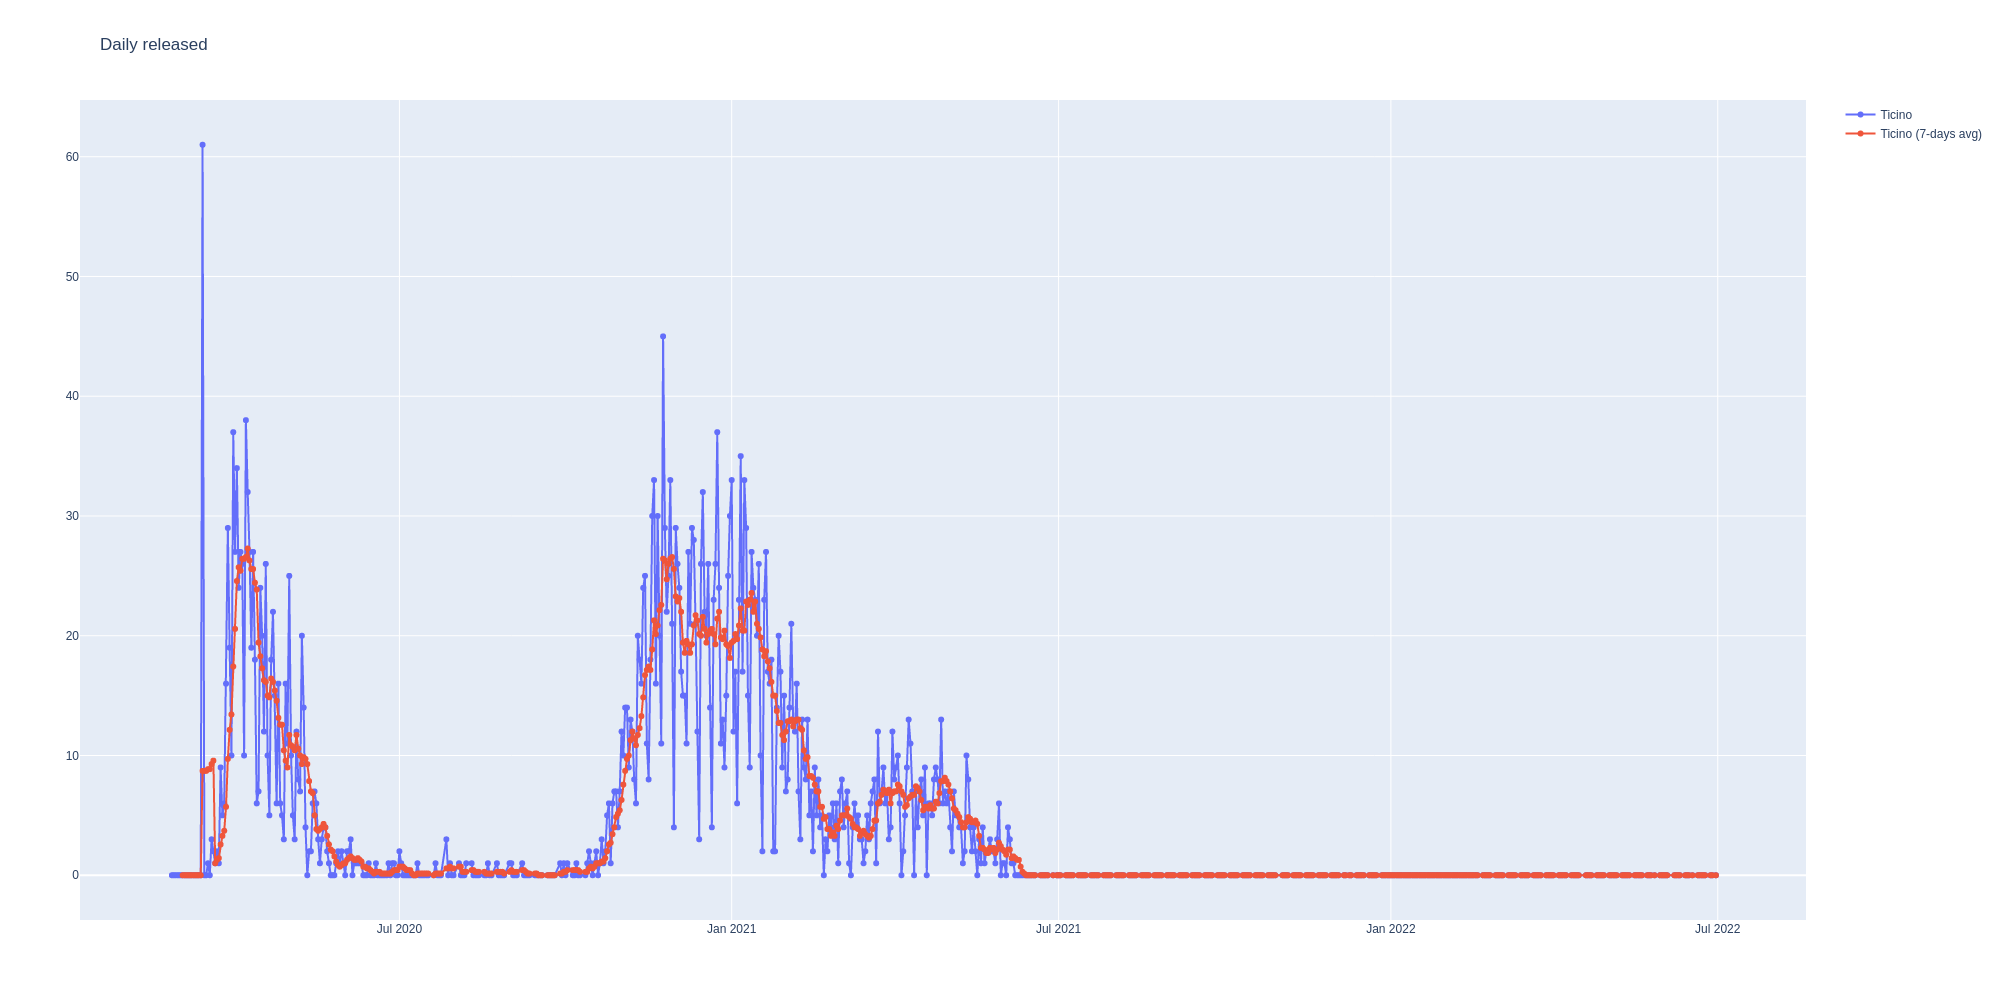 Daily released
Ticino
Ticino (7-days avg)
60
50
40
30
20
10
0
Jul 2020
Jan 2021
Jul 2021
Jan 2022
Jul 2022